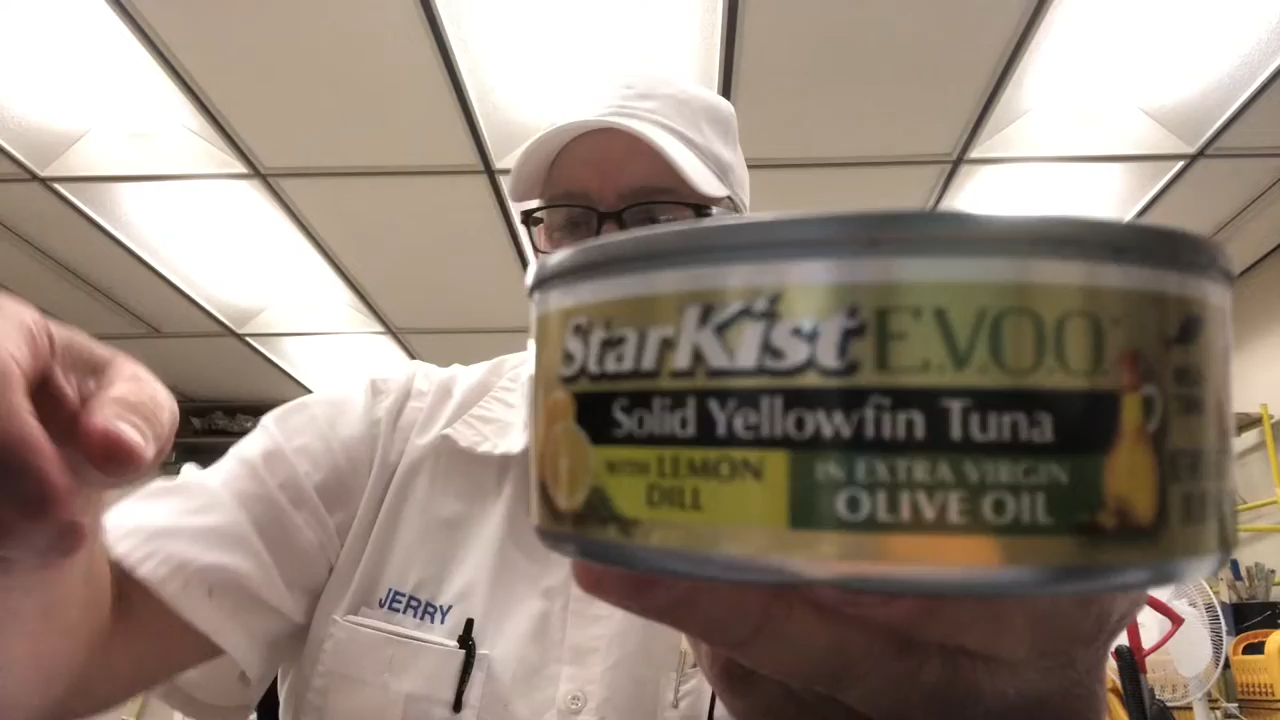 StarKist E.V.O.O.
Solid Yellowfin Tuna
WITH LEMON
DILL
IN EXTRA VIRGIN
OLIVE OIL
JERRY